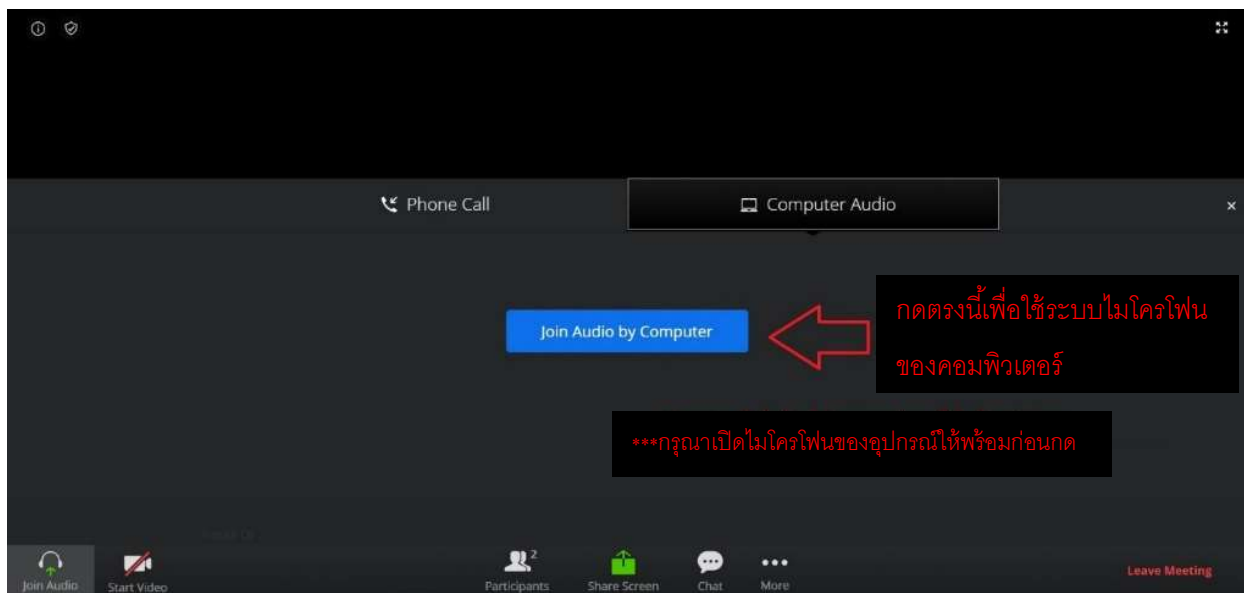 Phone Call
Computer Audio
Join Audio by Computer
กดตรงนี้เพื่อใช้ระบบไมโครโฟน
ของคอมพิวเตอร์
***กรุณาเปิดไมโครโฟนของอุปกรณ์ให้พร้อมก่อนกด
2
Join Audio
Start Video
Participants
Share Screen
Chat
More
Leave Meeting